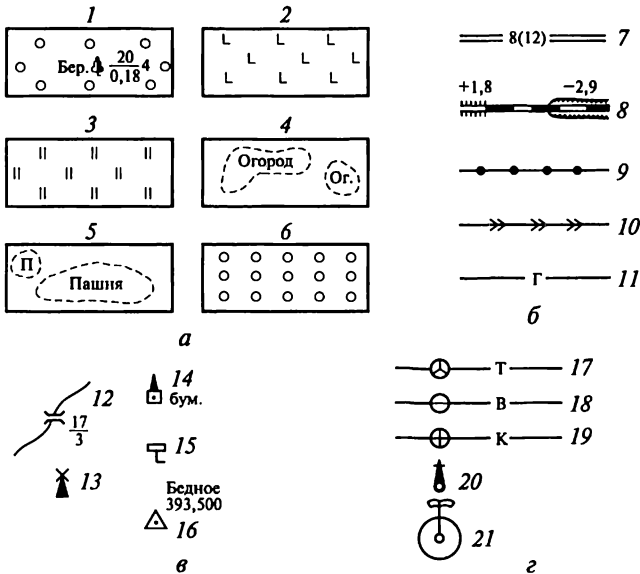 1 2
Бер. 20 4
0,18
8(12) 7
+1,8 −2,9
8
3 4
Огород
Ог.
9
5 6
П
Пашня
10
Г 11
а б
12
17
3
13
14
бум.
15
Бедное
393,500
16
Т 17
В 18
К 19
20
21
в г